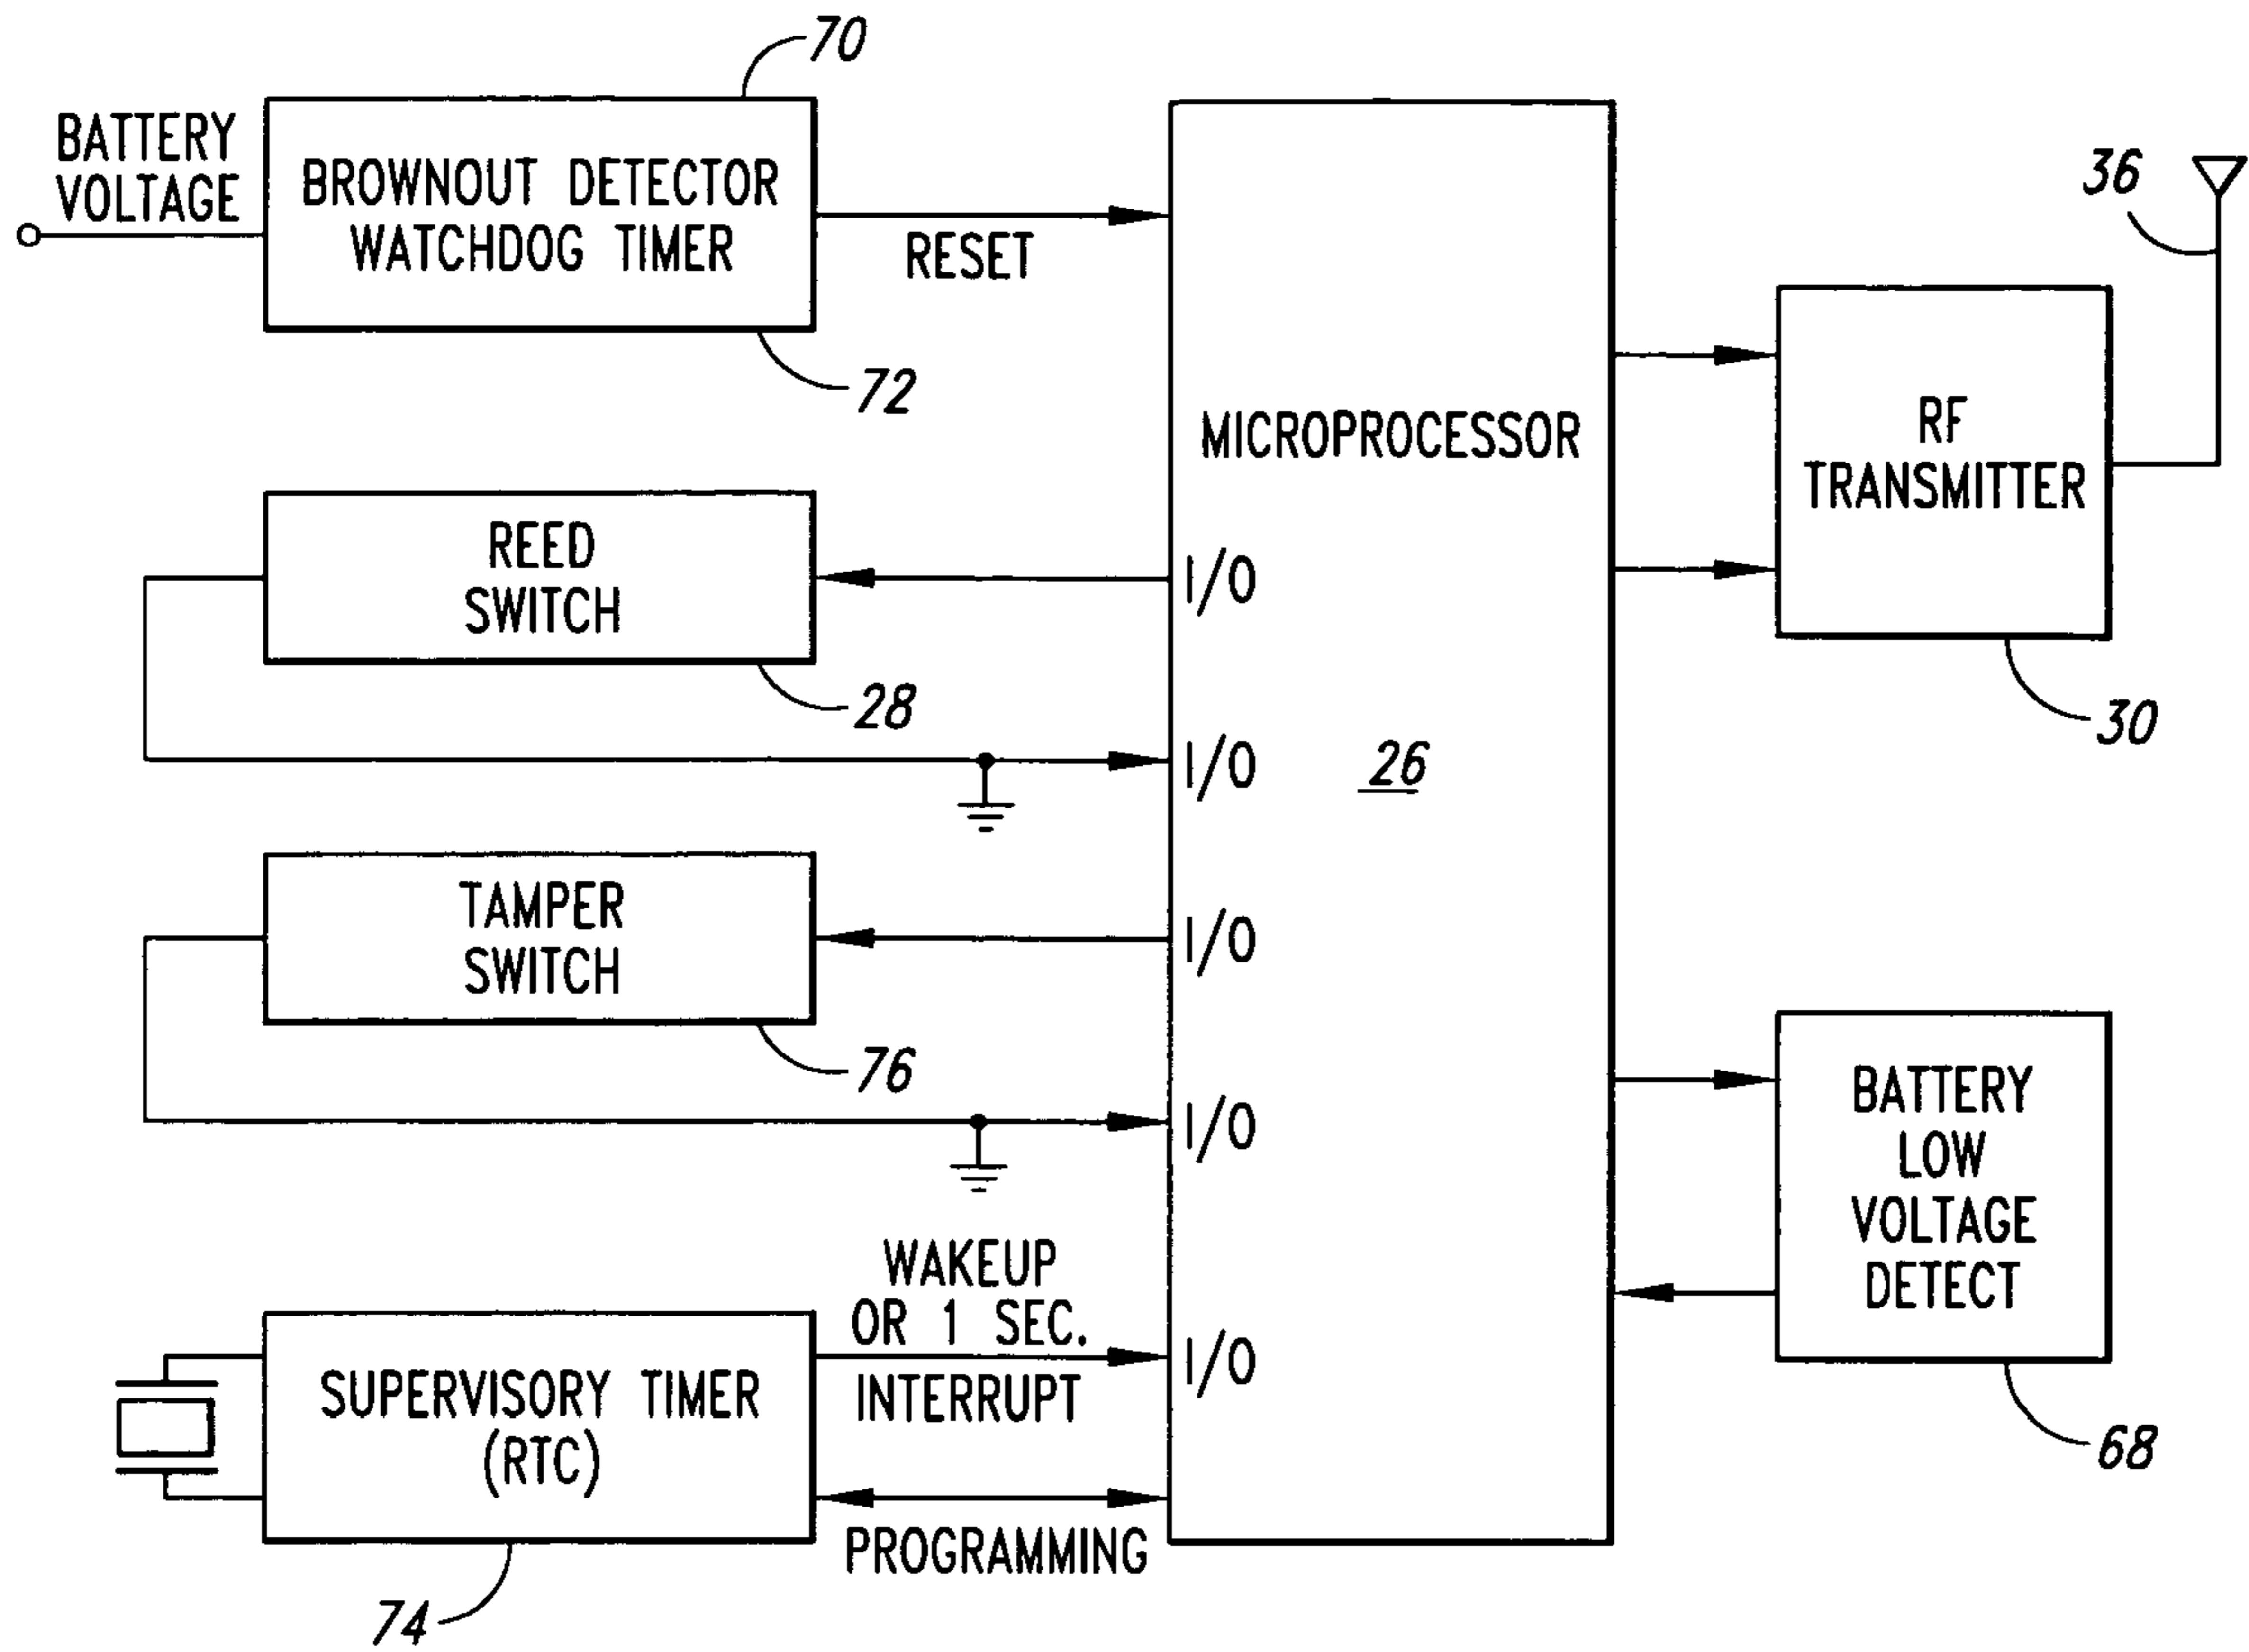 70
BATTERY
VOLTAGE
BROWNOUT DETECTOR
WATCHDOG TIMER
RESET
72
36
MICROPROCESSOR
RF
TRANSMITTER
30
REED
SWITCH
I/O
28
I/O
26
TAMPER
SWITCH
I/O
76
I/O
BATTERY
LOW
VOLTAGE
DETECT
68
WAKEUP
OR 1 SEC.
INTERRUPT
I/O
SUPERVISORY TIMER
(RTC)
PROGRAMMING
74